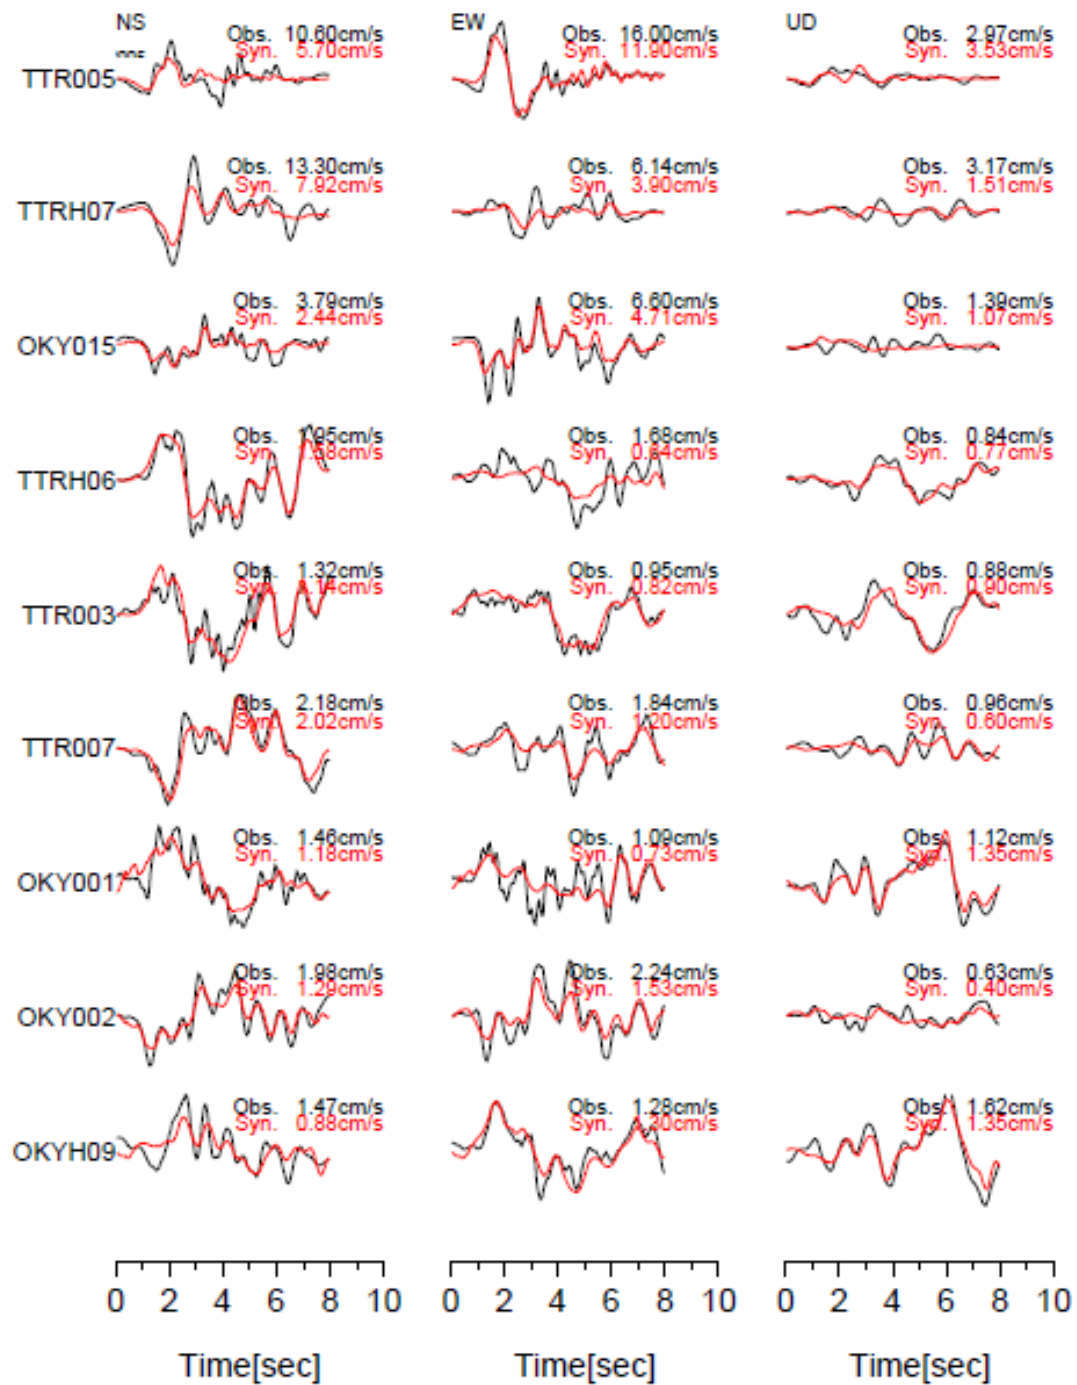 NS EW UD
Obs. 10.60cm/s Obs. 16.00cm/s Obs. 2.97cm/s
Syn. 5.70cm/s Syn. 11.90cm/s Syn. 3.53cm/s
TTR005
Obs. 13.30cm/s Obs. 6.14cm/s Obs. 3.17cm/s
Syn. 7.92cm/s Syn. 3.90cm/s Syn. 1.51cm/s
TTRH07
Obs. 3.79cm/s Obs. 6.60cm/s Obs. 1.39cm/s
Syn. 2.44cm/s Syn. 4.71cm/s Syn. 1.07cm/s
OKY015
Obs. 1.95cm/s Obs. 1.68cm/s Obs. 0.84cm/s
Syn. Syn. 0.84cm/s Syn. 0.77cm/s
TTRH06
Obs. 1.32cm/s Obs. 0.95cm/s Obs. 0.88cm/s
Syn. 1.14cm/s Syn. 0.82cm/s Syn. 0.90cm/s
TTR003
Obs. 2.18cm/s Obs. 1.84cm/s Obs. 0.96cm/s
Syn. 2.02cm/s Syn. 1.20cm/s Syn. 0.60cm/s
TTR007
Obs. 1.46cm/s Obs. 1.09cm/s Obs. 1.12cm/s
Syn. 1.18cm/s Syn. 0.73cm/s Syn. 1.35cm/s
OKY001
Obs. 1.98cm/s Obs. 2.24cm/s Obs. 0.63cm/s
Syn. 1.29cm/s Syn. 1.53cm/s Syn. 0.40cm/s
OKY002
Obs. 1.47cm/s Obs. 1.28cm/s Obs. 1.62cm/s
Syn. 0.88cm/s Syn. Syn. 1.35cm/s
OKYH09
0 2 4 6 8 10 0 2 4 6 8 10 0 2 4 6 8 10
Time[sec] Time[sec] Time[sec]